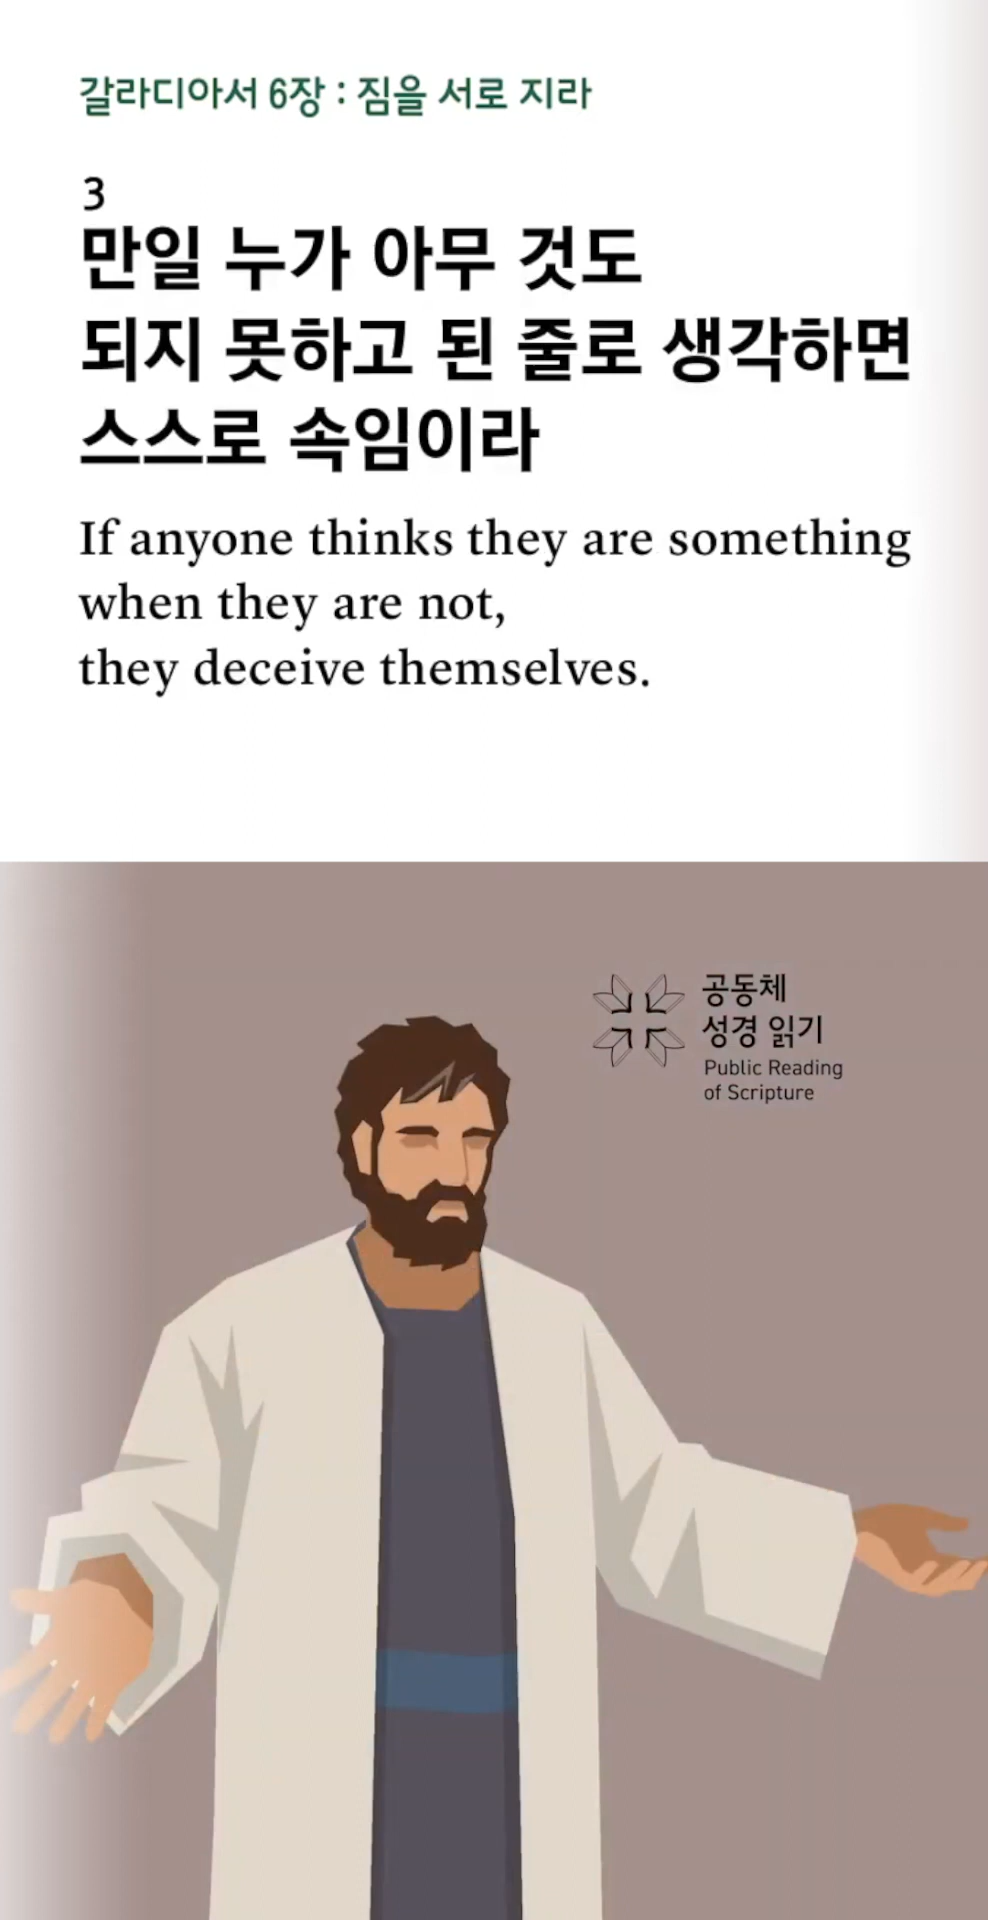 갈라디아서 6장 : 짐을 서로 지라
3
만일 누가 아무 것도
되지 못하고 된 줄로 생각하면
스스로 속임이라
If anyone thinks they are something
when they are not,
they deceive themselves.
공동체
성경 읽기
Public Reading
of Scripture